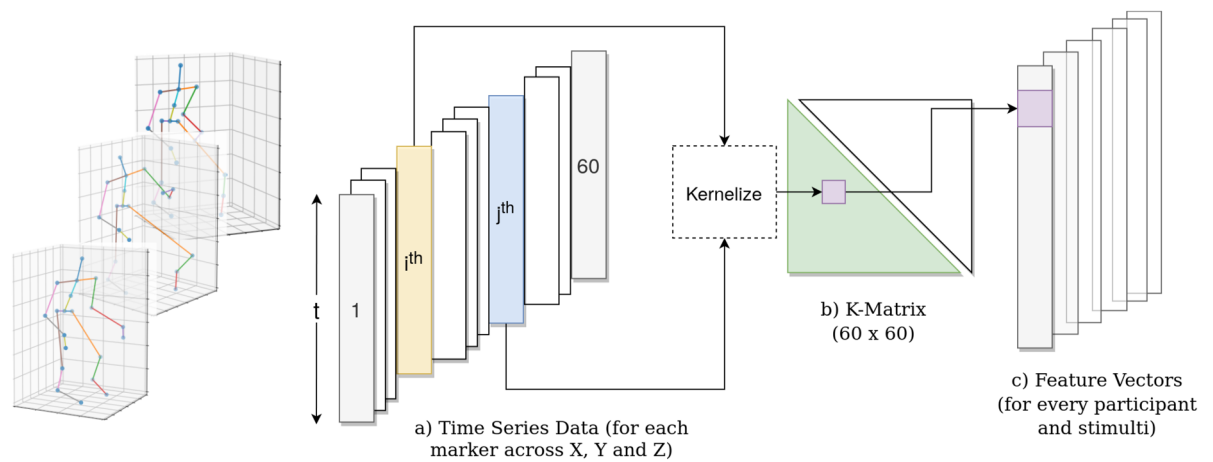 t
1
i^th
j^th
60
a) Time Series Data (for each
marker across X, Y and Z)
Kernelize
b) K-Matrix
(60 x 60)
c) Feature Vectors
(for every participant
and stimulti)